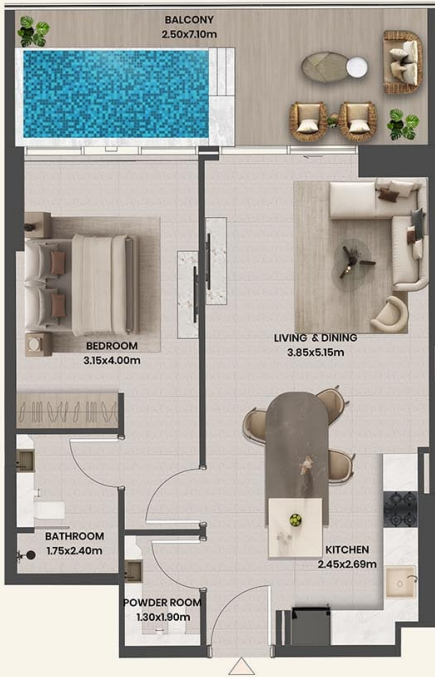 BALCONY
2.50x7.10m
BEDROOM
3.15x4.00m
LIVING & DINING
3.85x5.15m
BATHROOM
1.75x2.40m
KITCHEN
2.45x2.69m
POWDER ROOM
1.30x1.90m